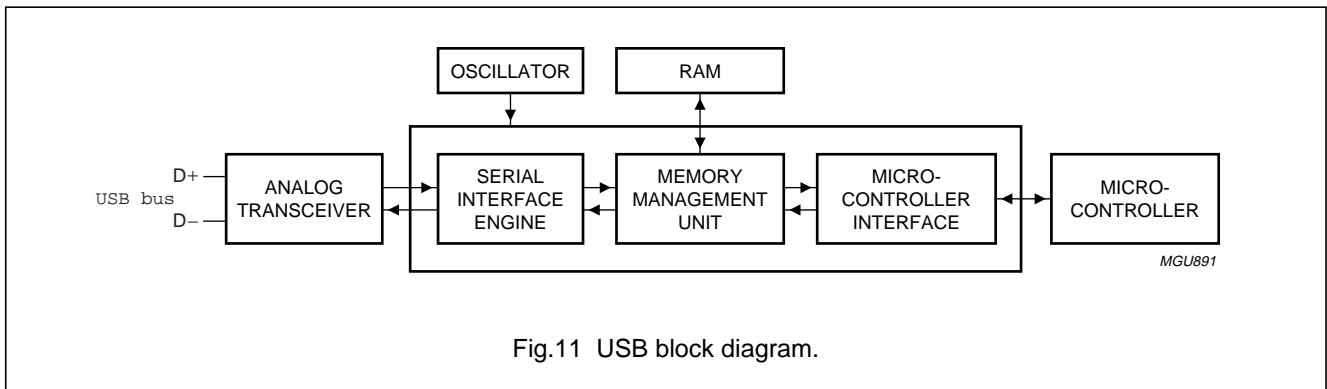 OSCILLATOR
RAM
D+
USB bus
D−
ANALOG
TRANSCEIVER
SERIAL
INTERFACE
ENGINE
MEMORY
MANAGEMENT
UNIT
MICRO-
CONTROLLER
INTERFACE
MICRO-
CONTROLLER
MGU891
Fig.11 USB block diagram.